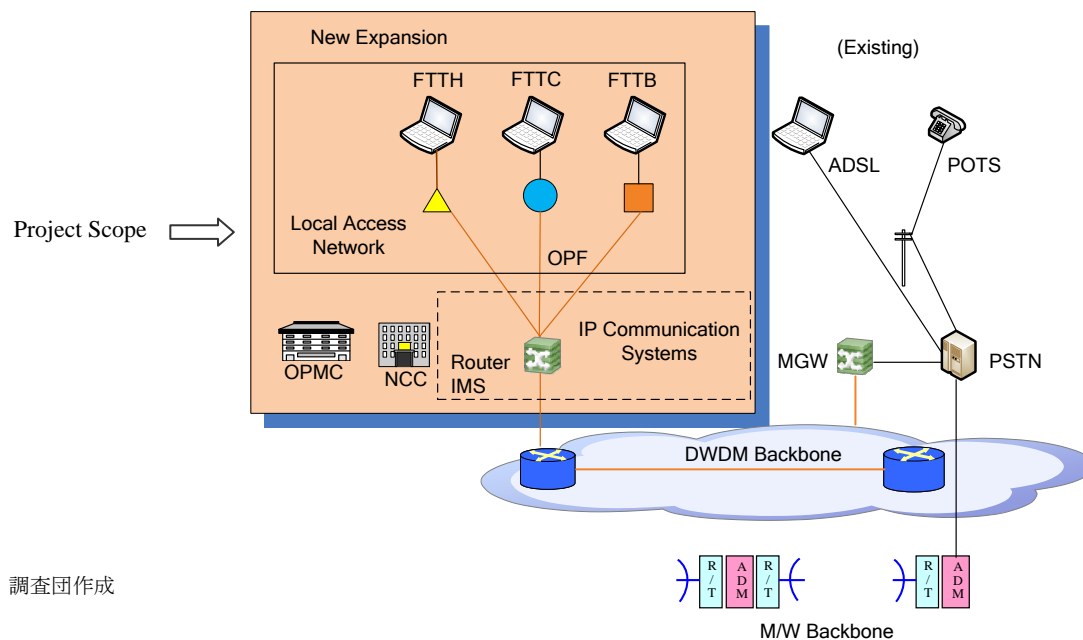 New Expansion
(Existing)
FTTH
FTTC
FTTB
ADSL
POTS
Project Scope
Local Access
Network
OPF
IP Communication
Systems
OPMC
NCC
Router
IMS
MGW
PSTN
DWDM Backbone
R/T
ADM
R/T
R/T
ADM
調査団作成
M/W Backbone